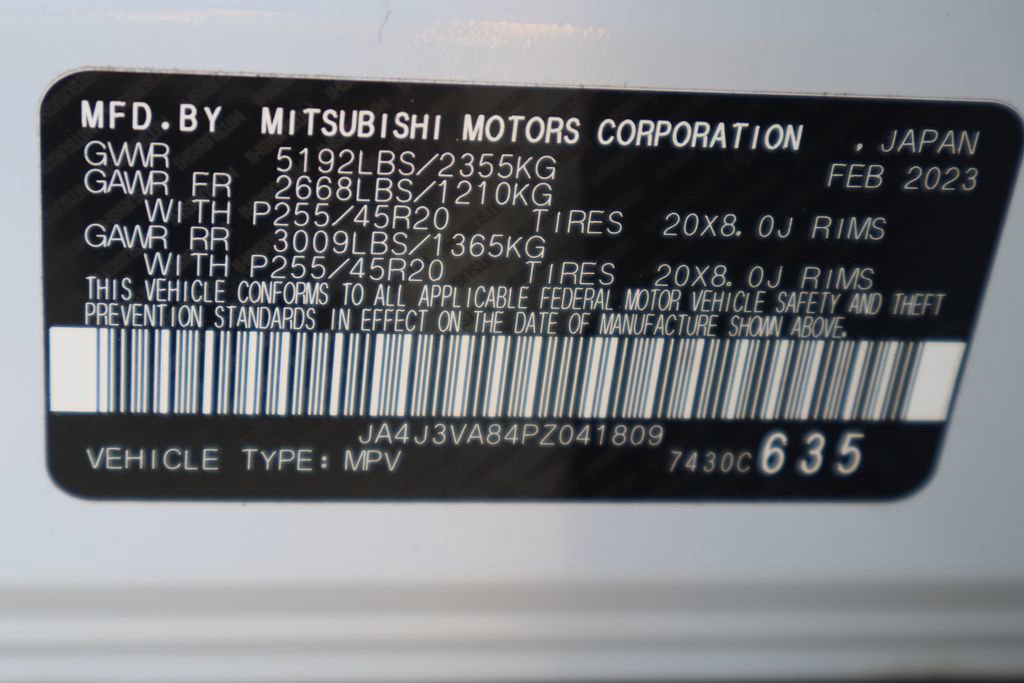 MFD.BY MITSUBISHI MOTORS CORPORATION , JAPAN
GVWR 5192LBS/2355KG FEB 2023
GAWR FR 2668LBS/1210KG
WITH P255/45R20 TIRES 20X8.0J RIMS
GAWR RR 3009LBS/1365KG
WITH P255/45R20 TIRES 20X8.0J RIMS
THIS VEHICLE CONFORMS TO ALL APPLICABLE FEDERAL MOTOR VEHICLE SAFETY AND THEFT
PREVENTION STANDARDS IN EFFECT ON THE DATE OF MANUFACTURE SHOWN ABOVE.
JA4J3VA84PZ041809
VEHICLE TYPE: MPV 7430C 635